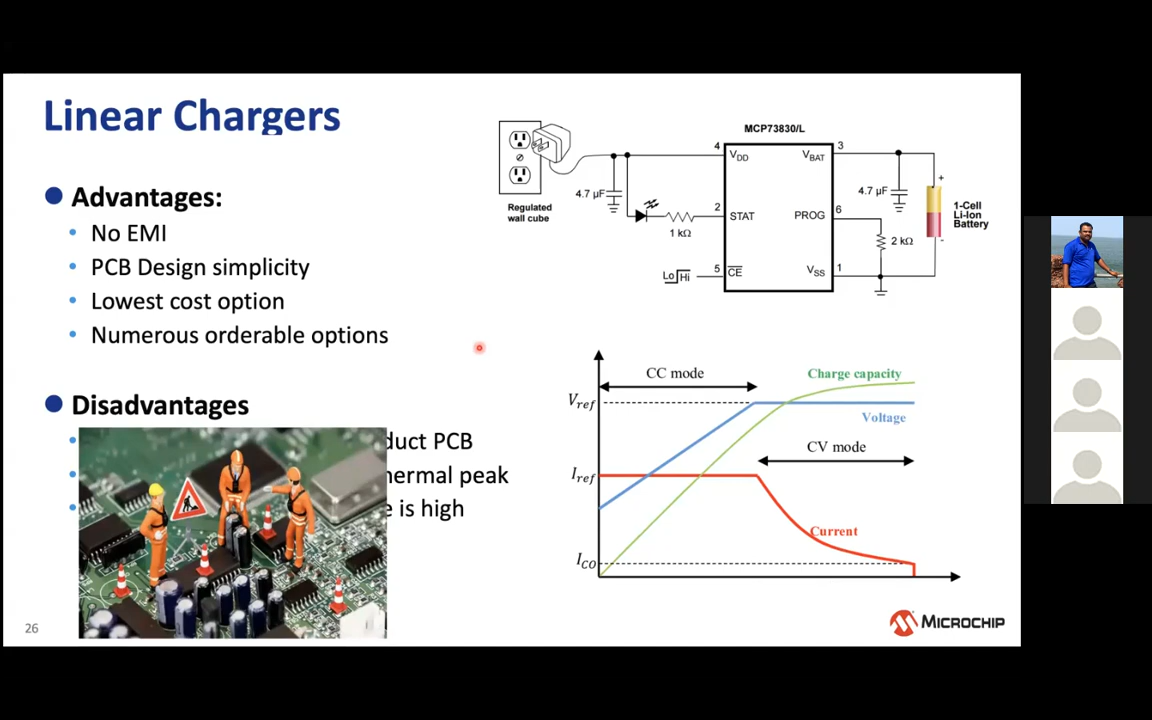 Linear Chargers
Advantages:
No EMI
PCB Design simplicity
Lowest cost option
Numerous orderable options
Disadvantages
duct PCB
hermal peak
e is high
26
MCP73830/L
4
VDD
VBAT
3
4.7 µF
4.7 µF
Regulated
wall cube
2
STAT
PROG
6
1 kΩ
2 kΩ
1-Cell
Li-Ion
Battery
+
-
Lo Hi
5
CE
VSS
1
CC mode
Charge capacity
Vref
Voltage
CV mode
Iref
Current
ICO
MICROCHIP